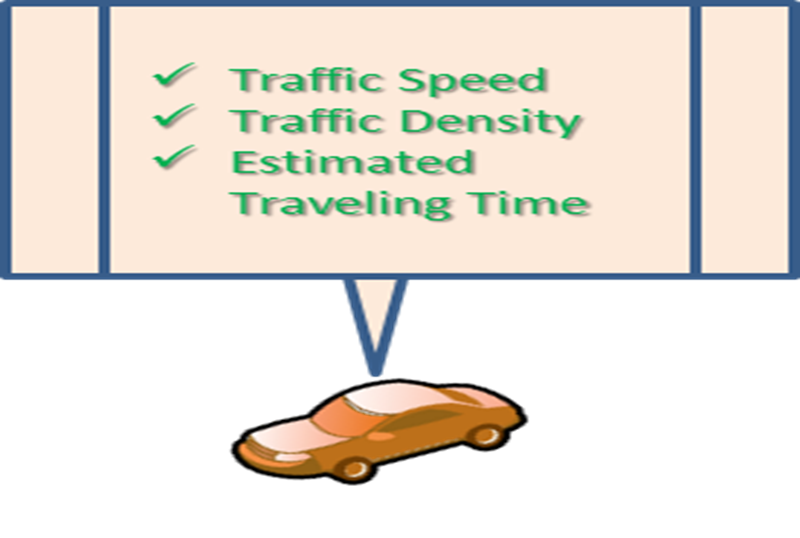 ✓ Traffic Speed
✓ Traffic Density
✓ Estimated
Traveling Time